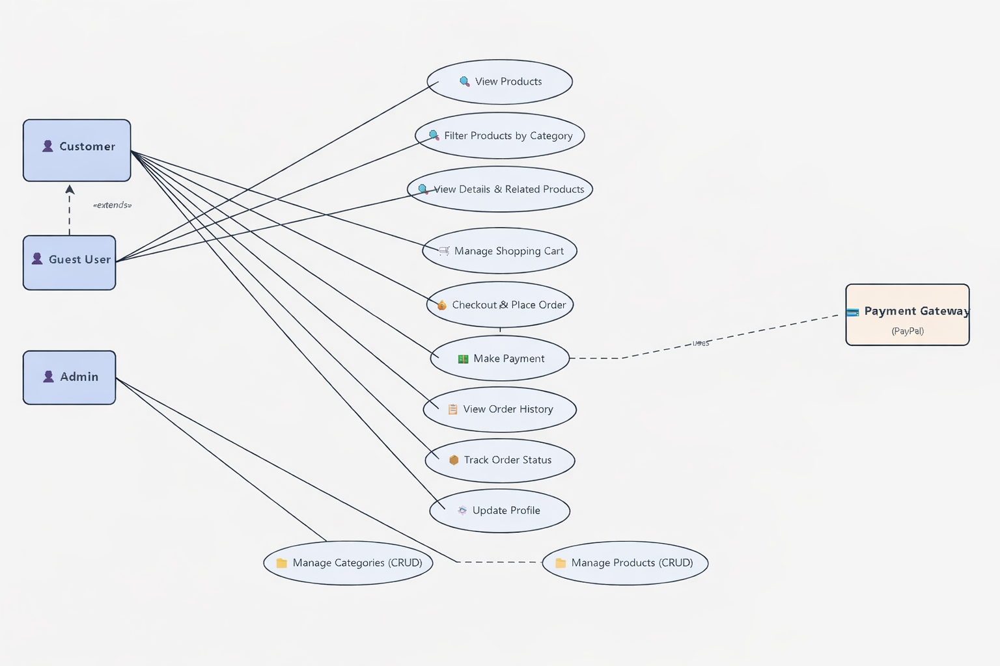 View Products
Filter Products by Category
View Details & Related Products
Manage Shopping Cart
Checkout & Place Order
Make Payment
View Order History
Track Order Status
Update Profile
Manage Categories (CRUD)
Manage Products (CRUD)
Customer
«extends»
Guest User
Admin
uses
Payment Gateway
(PayPal)